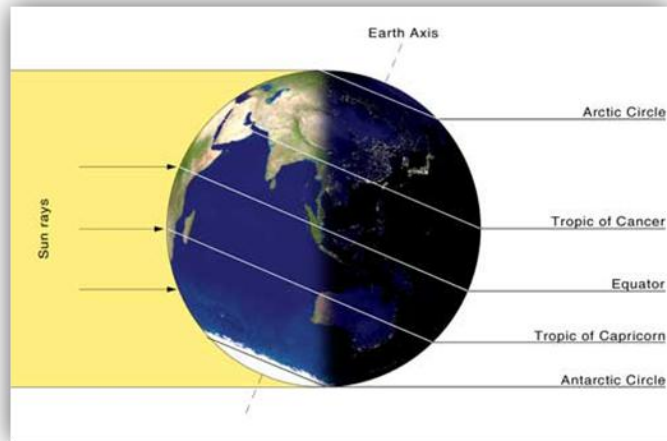 Earth Axis
Arctic Circle
Sun rays
Tropic of Cancer
Equator
Tropic of Capricorn
Antarctic Circle